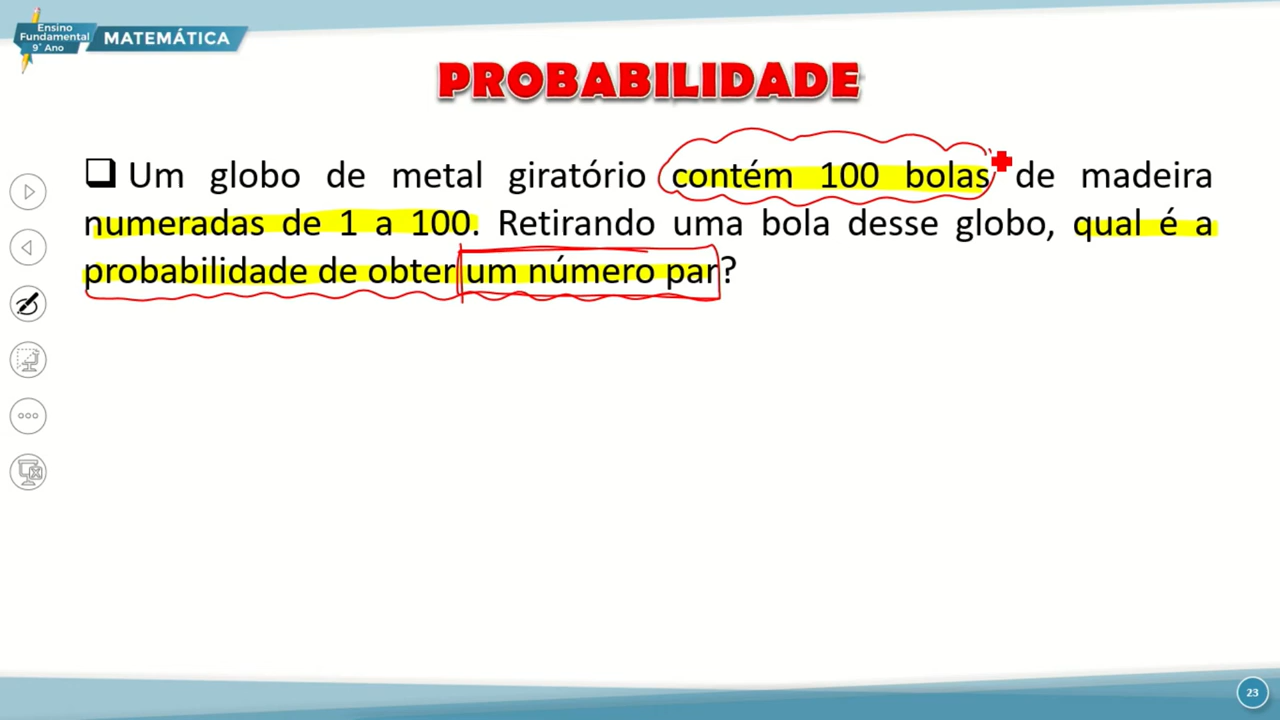 Ensino
Fundamental
9° Ano
MATEMÁTICA
PROBABILIDADE
Um globo de metal giratório contém 100 bolas de madeira
numeradas de 1 a 100. Retirando uma bola desse globo, qual é a
probabilidade de obter um número par?
23